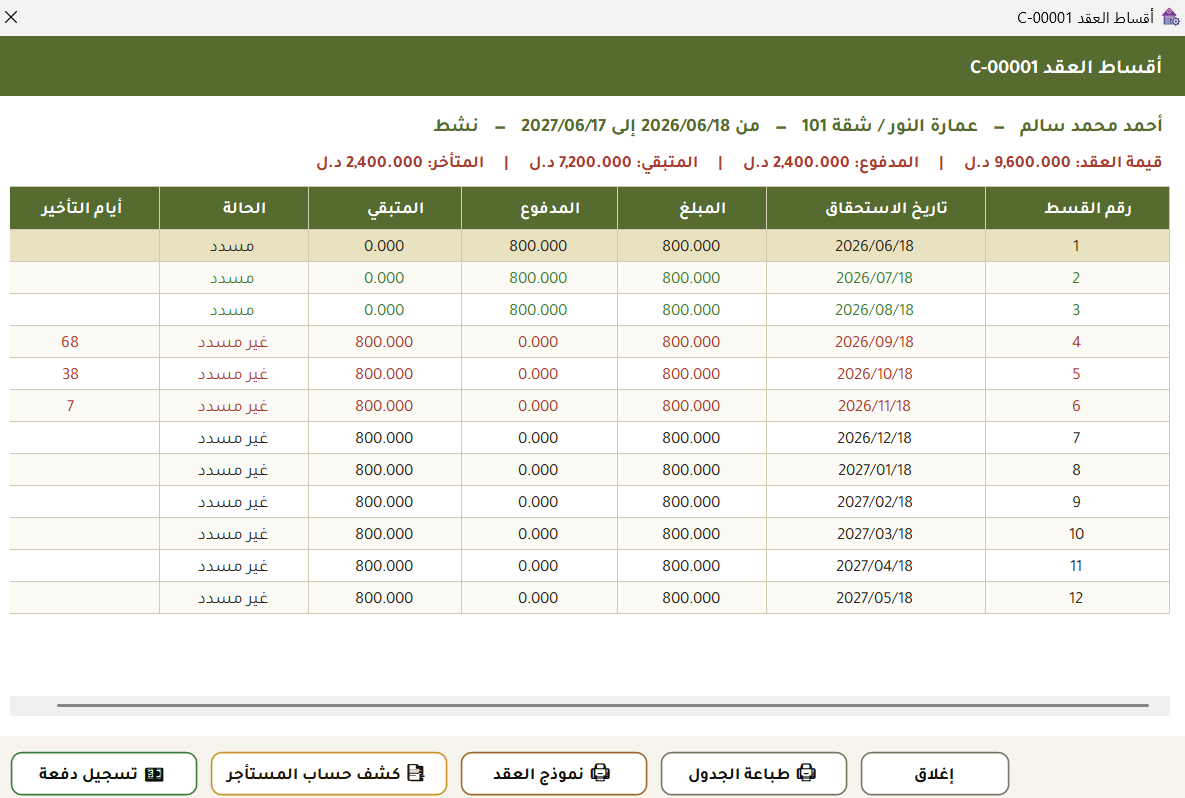 أقساط العقد C-00001
أقساط العقد C-00001
أحمد محمد سالم – عمارة النور / شقة 101 – من 2026/06/18 إلى 2027/06/17 – نشط
قيمة العقد: 9,600.000 د.ل | المدفوع: 2,400.000 د.ل | المتبقي: 7,200.000 د.ل | المتأخر: 2,400.000 د.ل
رقم القسط تاريخ الاستحقاق المبلغ المدفوع المتبقي الحالة أيام التأخير
1 2026/06/18 800.000 800.000 0.000 مسدد
2 2026/07/18 800.000 800.000 0.000 مسدد
3 2026/08/18 800.000 800.000 0.000 مسدد
4 2026/09/18 800.000 0.000 800.000 غير مسدد 68
5 2026/10/18 800.000 0.000 800.000 غير مسدد 38
6 2026/11/18 800.000 0.000 800.000 غير مسدد 7
7 2026/12/18 800.000 0.000 800.000 غير مسدد
8 2027/01/18 800.000 0.000 800.000 غير مسدد
9 2027/02/18 800.000 0.000 800.000 غير مسدد
10 2027/03/18 800.000 0.000 800.000 غير مسدد
11 2027/04/18 800.000 0.000 800.000 غير مسدد
12 2027/05/18 800.000 0.000 800.000 غير مسدد
إغلاق طباعة الجدول نموذج العقد كشف حساب المستأجر تسجيل دفعة